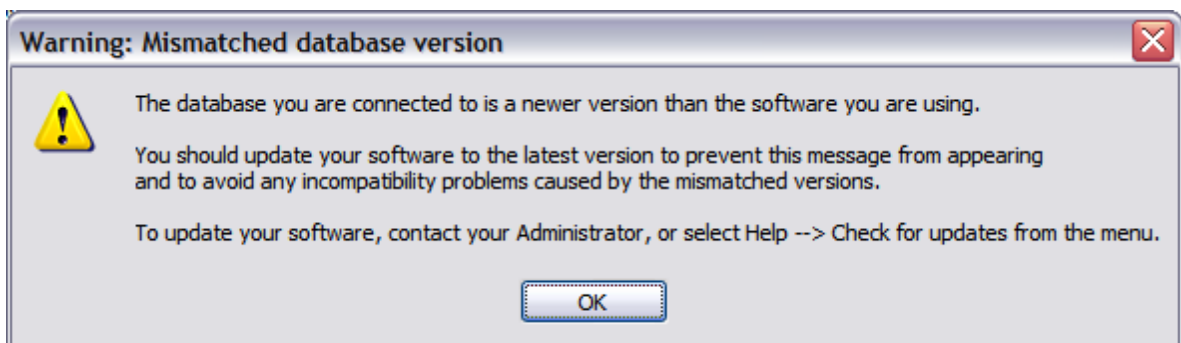 Warning: Mismatched database version
The database you are connected to is a newer version than the software you are using.
You should update your software to the latest version to prevent this message from appearing
and to avoid any incompatibility problems caused by the mismatched versions.
To update your software, contact your Administrator, or select Help --> Check for updates from the menu.
OK